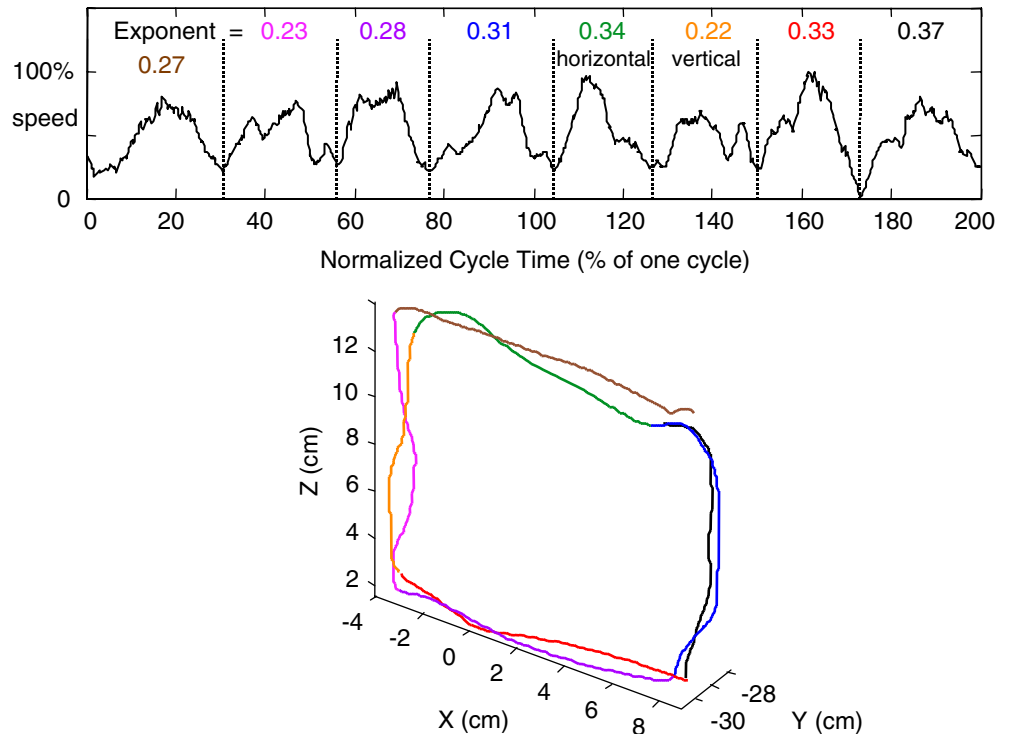 Exponent = 0.23 0.28 0.31 0.34 0.22 0.33 0.37
0.27 horizontal vertical
100%
speed
0
0 20 40 60 80 100 120 140 160 180 200
Normalized Cycle Time (% of one cycle)
12
10
8
6
4
2
Z (cm)
-4 -2 0 2 4 6 8
X (cm)
-28
-30
Y (cm)